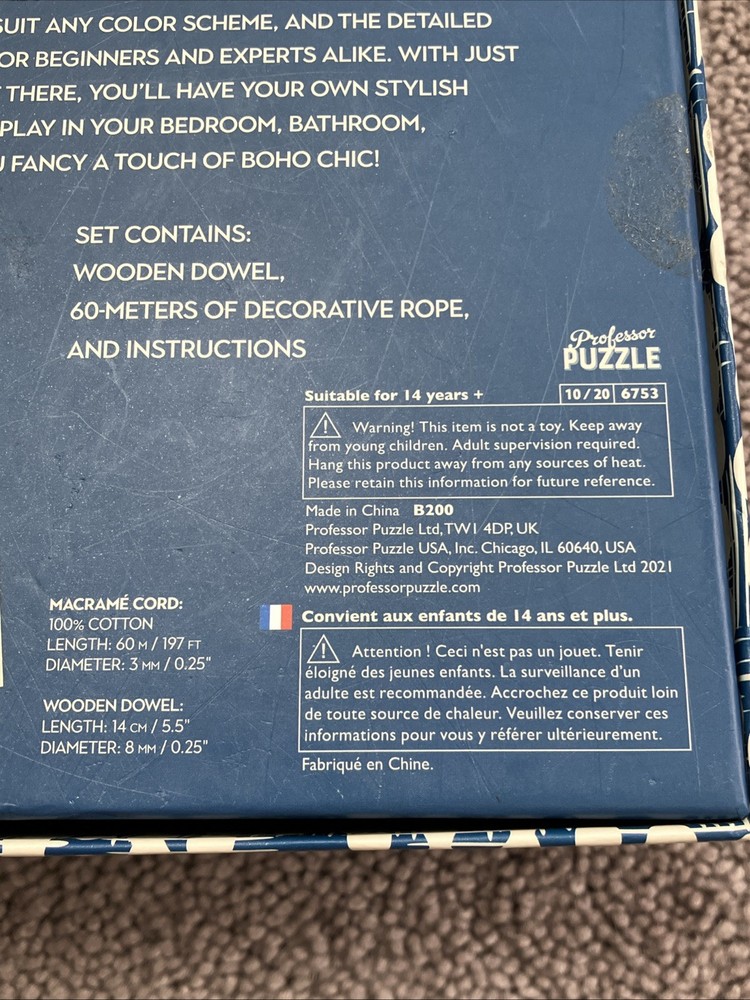 SUIT ANY COLOR SCHEME, AND THE DETAILED
OR BEGINNERS AND EXPERTS ALIKE. WITH JUST
THERE, YOU'LL HAVE YOUR OWN STYLISH
PLAY IN YOUR BEDROOM, BATHROOM,
FANCY A TOUCH OF BOHO CHIC!
SET CONTAINS:
WOODEN DOWEL,
60-METERS OF DECORATIVE ROPE,
AND INSTRUCTIONS
Professor
PUZZLE
Suitable for 14 years +
10/20 6753
Warning! This item is not a toy. Keep away
from young children. Adult supervision required.
Hang this product away from any sources of heat.
Please retain this information for future reference.
Made in China B200
Professor Puzzle Ltd, TW1 4DP, UK
Professor Puzzle USA, Inc. Chicago, IL 60640, USA
Design Rights and Copyright Professor Puzzle Ltd 2021
www.professorpuzzle.com
MACRAMÉ CORD:
100% COTTON
LENGTH: 60 M / 197 FT
DIAMETER: 3 MM / 0.25"
WOODEN DOWEL:
LENGTH: 14 CM / 5.5"
DIAMETER: 8 MM / 0.25"
Convient aux enfants de 14 ans et plus.
Attention ! Ceci n'est pas un jouet. Tenir
éloigné des jeunes enfants. La surveillance d'un
adulte est recommandée. Accrochez ce produit loin
de toute source de chaleur. Veuillez conserver ces
informations pour vous y référer ultérieurement.
Fabriqué en Chine.